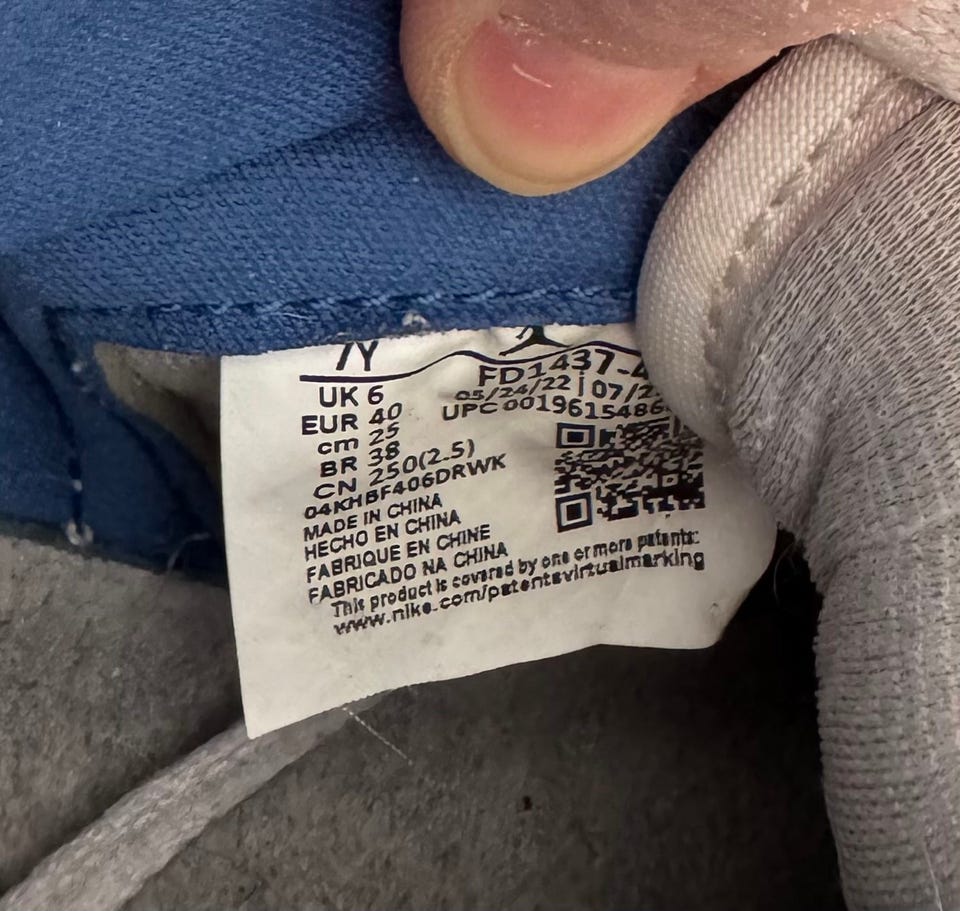 7Y
UK 6
EUR 40
cm 25
BR 38
CN 250(2.5)
04KHBF406DRWK
MADE IN CHINA
HECHO EN CHINA
FABRIQUE EN CHINE
FABRICADO NA CHINA
FD1437-4
05/24/22 | 07/2
UPC 0019615486
This product is covered by one or more patents:
www.nike.com/patentsvirtualmarking